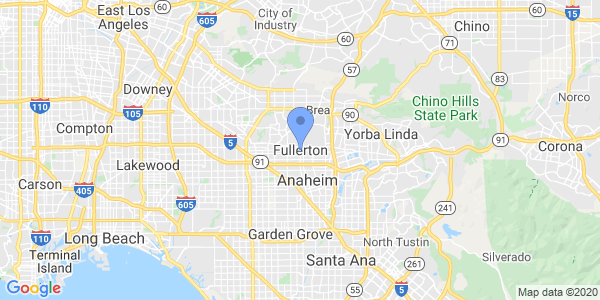 East Los
Angeles
60
605
City of
Industry
60
60
71
Chino
15
57
83
Norco
110
Downey
105
Brea
90
Chino Hills
State Park
Compton
5
Fullerton
Yorba Linda
91
Corona
Lakewood
91
Carson
405
Anaheim
605
241
110
Long Beach
Garden Grove
North Tustin
Terminal
Island
Santa Ana
261
Silverado
55
5
Google
Map data ©2020